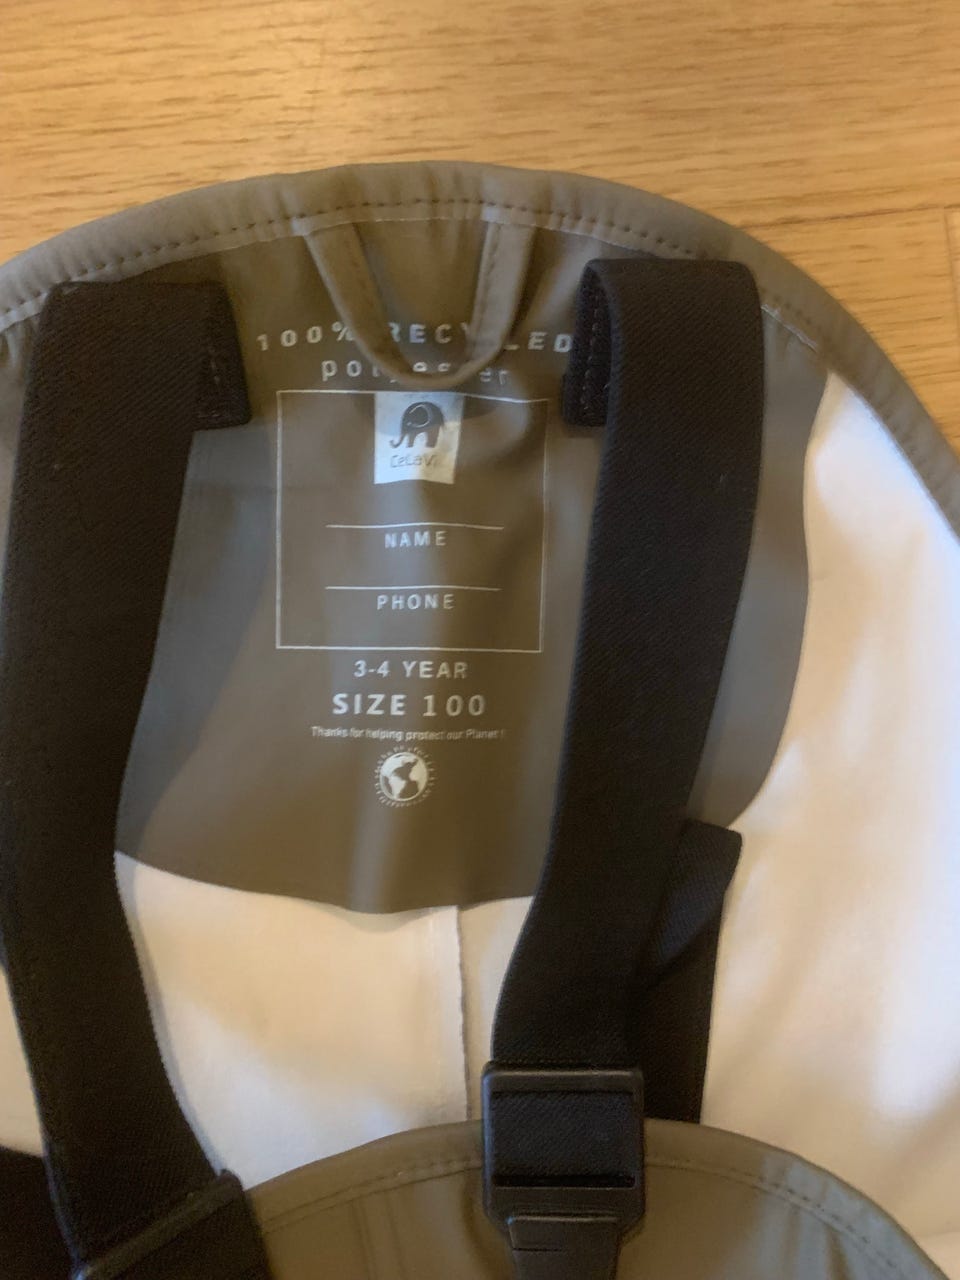 100% RECYCLED
polyester
CeLaVi
NAME
PHONE
3-4 YEAR
SIZE 100
Thanks for helping protect our Planet!